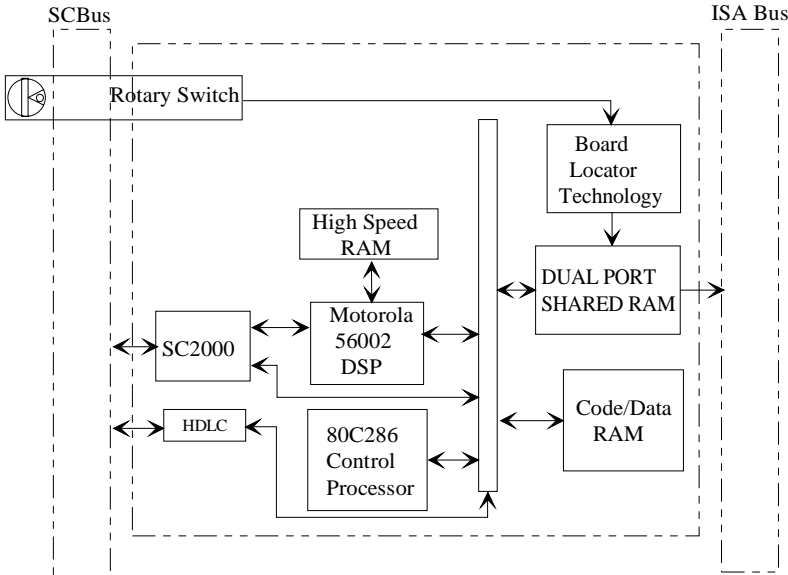 SCBus
ISA Bus
Rotary Switch
Board
Locator
Technology
High Speed
RAM
DUAL PORT
SHARED RAM
Motorola
56002
DSP
SC2000
Code/Data
RAM
HDLC
80C286
Control
Processor